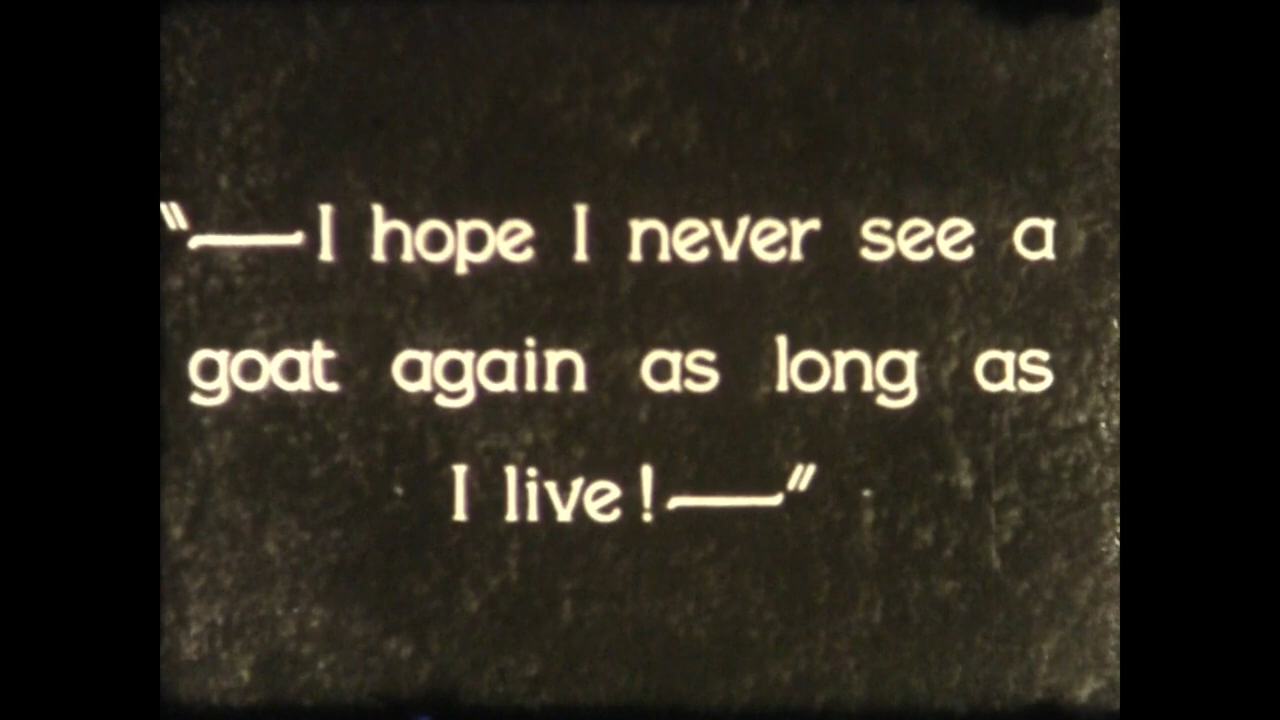 "—I hope I never see a
goat again as long as
I live!—"